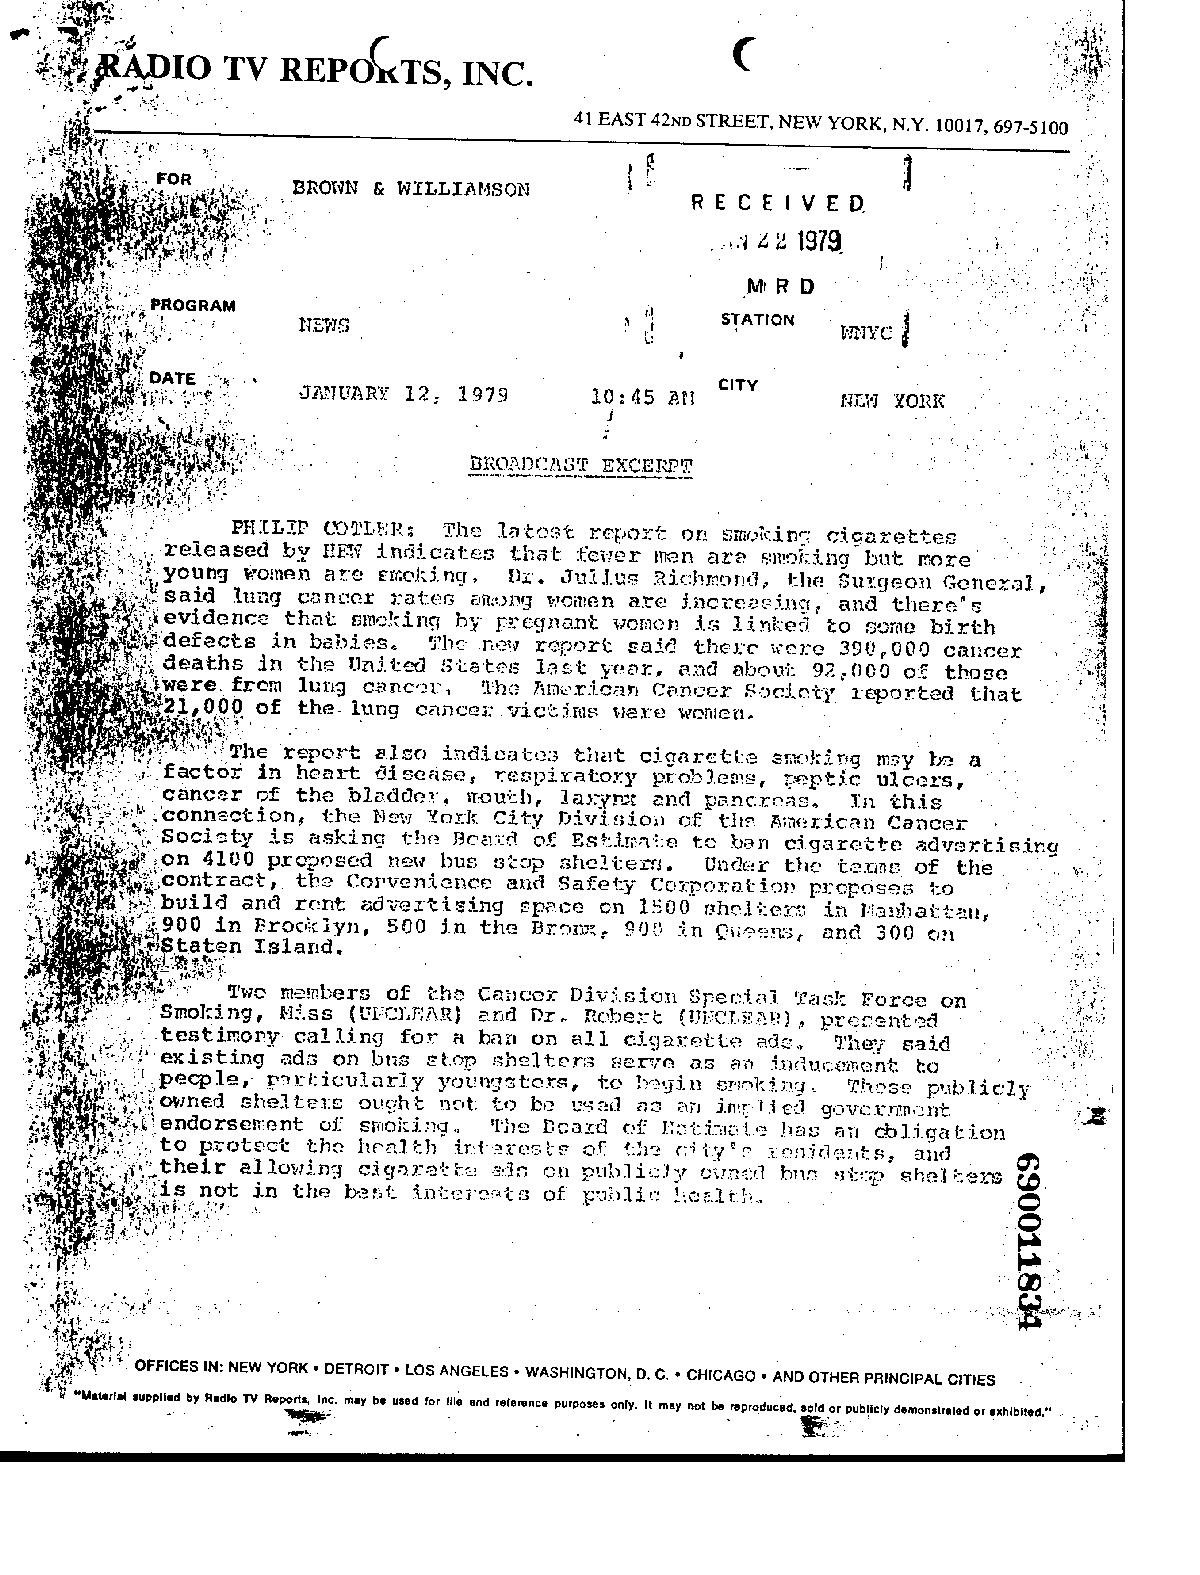 RADIO TV REPORTS, INC.
41 EAST 42ND STREET, NEW YORK, N.Y. 10017, 697-5100
FOR BROWN & WILLIAMSON
RECEIVED
22 1979
MRD
PROGRAM NEWS STATION WNYC
DATE JANUARY 12, 1979 10:45 AM CITY NEW YORK
BROADCAST EXCERPT
PHILIP COTLER: The latest report on smoking cigarettes
released by HEW indicates that fewer men are smoking but more
young women are smoking. Dr. Julius Richmond, the Surgeon General,
said lung cancer rates among women are increasing, and there's
evidence that smoking by pregnant women is linked to some birth
defects in babies. The new report said there were 390,000 cancer
deaths in the United States last year, and about 92,000 of those
were from lung cancer. The American Cancer Society reported that
21,000 of the lung cancer victims were women.
The report also indicates that cigarette smoking may be a
factor in heart disease, respiratory problems, peptic ulcers,
cancer of the bladder, mouth, larynx and pancreas. In this
connection, the New York City Division of the American Cancer
Society is asking the Board of Estimate to ban cigarette advertising
on 4100 proposed new bus stop shelters. Under the terms of the
contract, the Convenience and Safety Corporation proposes to
build and rent advertising space on 1500 shelters in Manhattan,
900 in Brooklyn, 500 in the Bronx, 900 in Queens, and 300 on
Staten Island.
Two members of the Cancer Division Special Task Force on
Smoking, Miss (UNCLEAR) and Dr. Robert (UNCLEAR), presented
testimony calling for a ban on all cigarette ads. They said
existing ads on bus stop shelters serve as an inducement to
people, particularly youngsters, to begin smoking. These publicly
owned shelters ought not to be used as an implied government
endorsement of smoking. The Board of Estimate has an obligation
to protect the health interests of the city's residents, and
their allowing cigarette ads on publicly owned bus stop shelters
is not in the best interests of public health.
690011834
OFFICES IN: NEW YORK • DETROIT • LOS ANGELES • WASHINGTON, D. C. • CHICAGO • AND OTHER PRINCIPAL CITIES
"Material supplied by Radio TV Reports, Inc. may be used for file and reference purposes only. It may not be reproduced, sold or publicly demonstrated or exhibited."